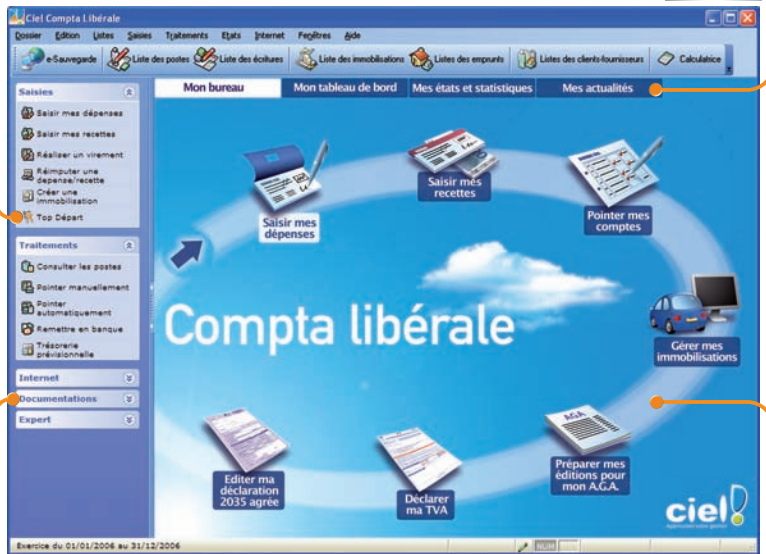 Ciel Compta Libérale
Dossier Edition Listes Saisies Traitements Etats Internet Fenêtres Aide
e-Sauvegarde Liste des postes Liste des écritures Liste des immobilisations Listes des emprunts Listes des clients-fournisseurs Calculatrice
Mon bureau Mon tableau de bord Mes états et statistiques Mes actualités
Saisies
Saisir mes dépenses
Saisir mes recettes
Réaliser un virement
Réimputer une
depense/recette
Créer une
immobilisation
Top Départ
Traitements
Consulter les postes
Pointer manuellement
Pointer
automatiquement
Remettre en banque
Trésorerie
prévisionnelle
Internet
Documentations
Expert
Saisir mes
dépenses
Saisir mes
recettes
Pointer mes
comptes
Compta libérale
Gérer mes
immobilisations
AGA
Préparer mes
éditions pour
mon A.G.A.
Déclarer
ma TVA
Editer ma
déclaration
2035 agrée
ciel!
Exercice du 01/01/2006 au 31/12/2006
NUM